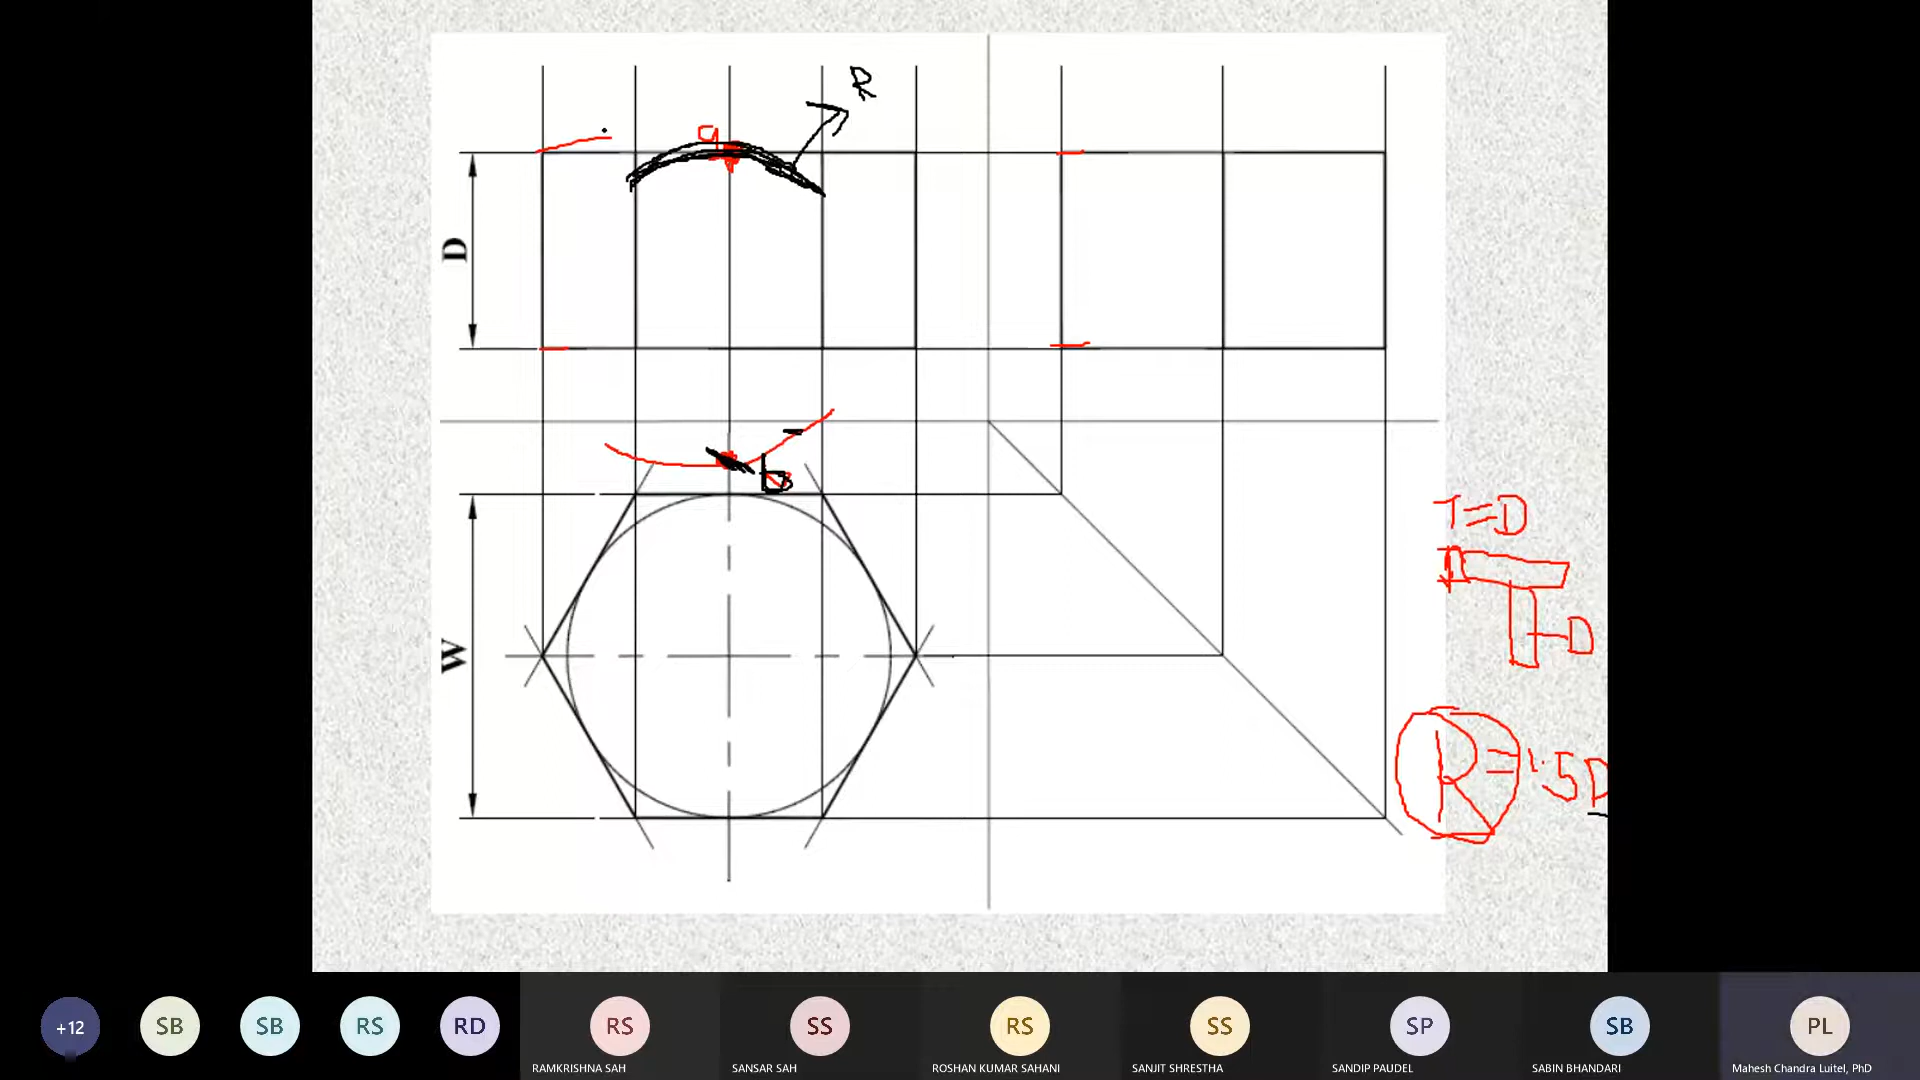 R
a
D
b
W
T=D
D
R=1.5D
+12
SB
SB
RS
RD
RS
SS
RS
SS
SP
SB
PL
RAMKRISHNA SAH
SANSAR SAH
ROSHAN KUMAR SAHANI
SANJIT SHRESTHA
SANDIP PAUDEL
SABIN BHANDARI
Mahesh Chandra Luitel, PhD